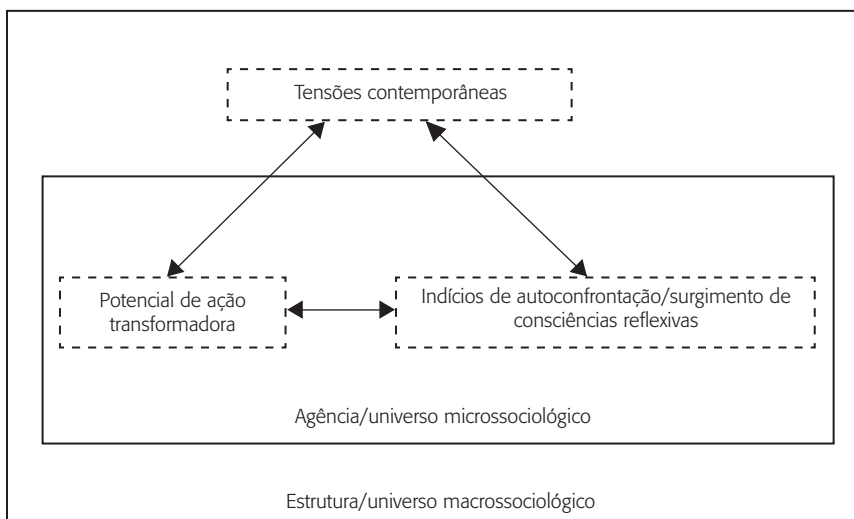 Tensões contemporâneas
Potencial de ação
transformadora
Indícios de autoconfrontação/surgimento de
consciências reflexivas
Agência/universo microssociológico
Estrutura/universo macrossociológico